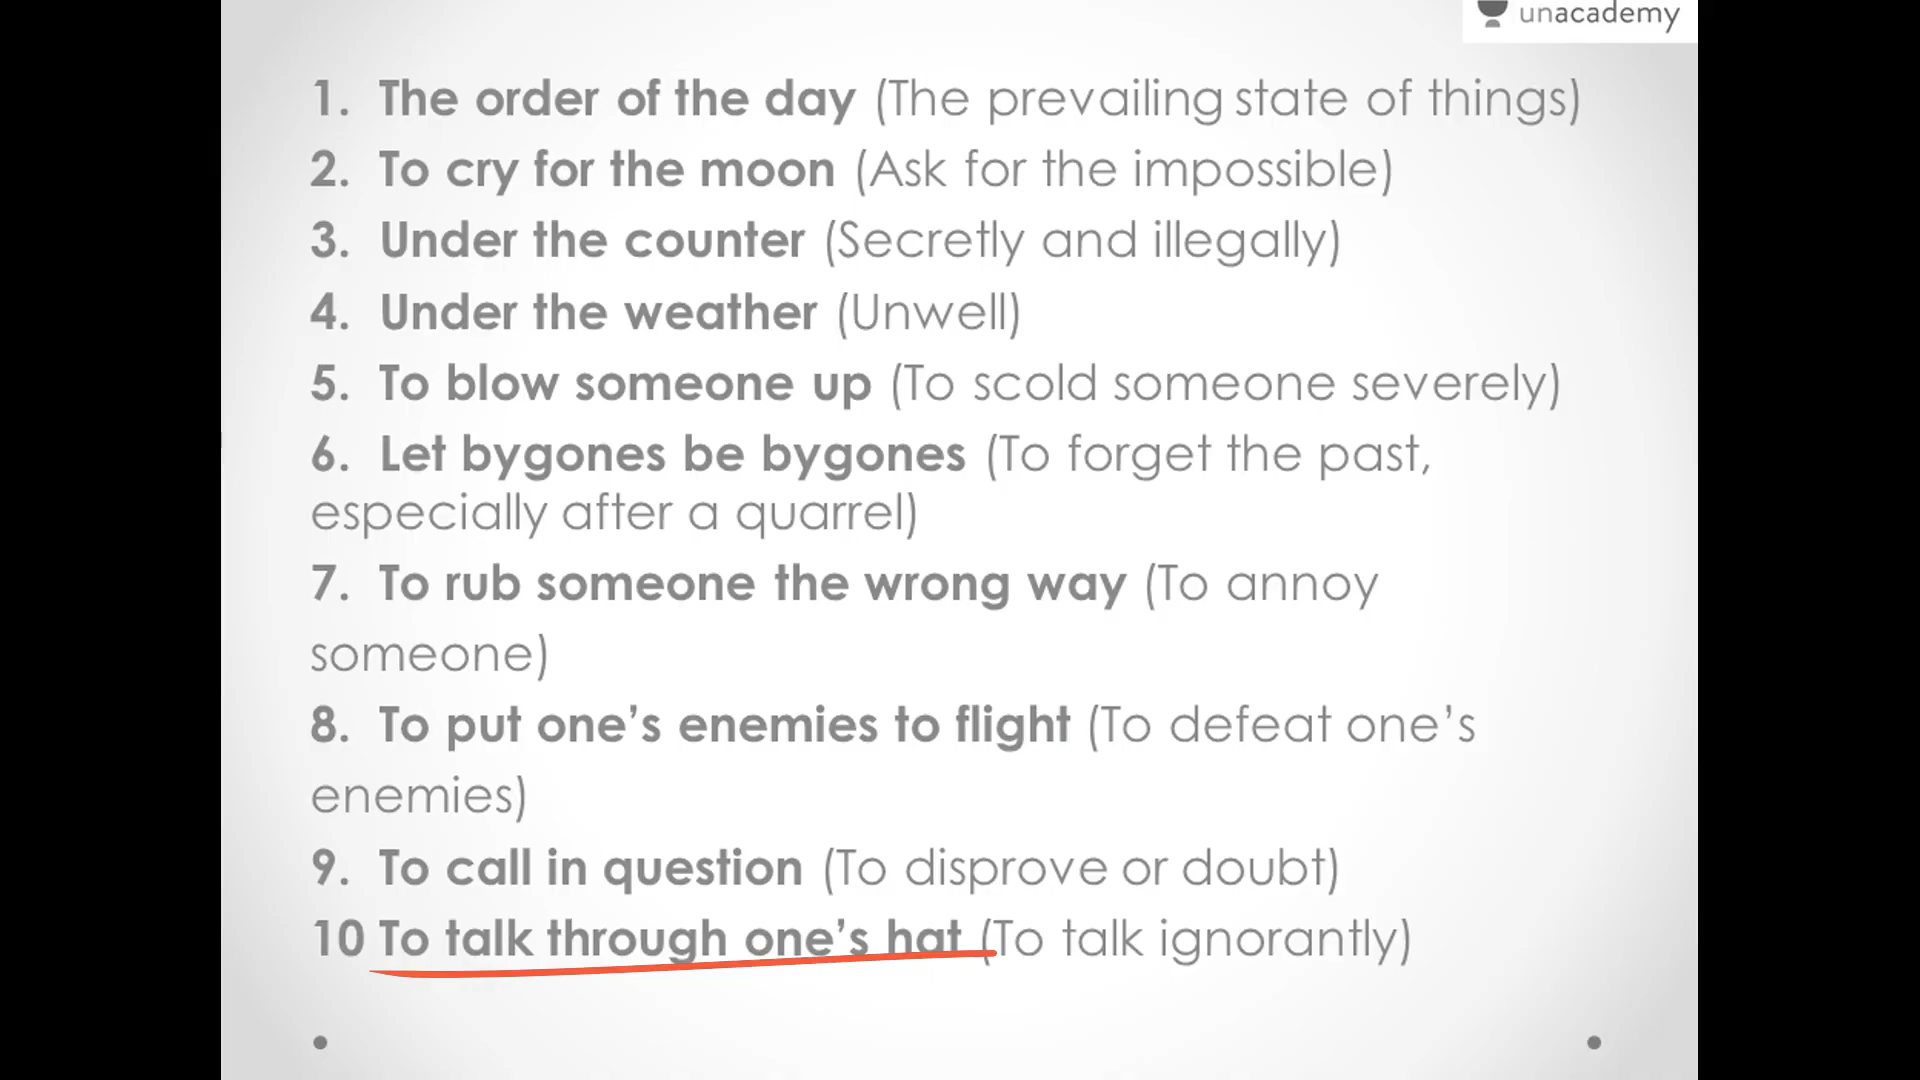 unacademy
1. The order of the day (The prevailing state of things)
2. To cry for the moon (Ask for the impossible)
3. Under the counter (Secretly and illegally)
4. Under the weather (Unwell)
5. To blow someone up (To scold someone severely)
6. Let bygones be bygones (To forget the past,
especially after a quarrel)
7. To rub someone the wrong way (To annoy
someone)
8. To put one’s enemies to flight (To defeat one’s
enemies)
9. To call in question (To disprove or doubt)
10 To talk through one’s hat (To talk ignorantly)